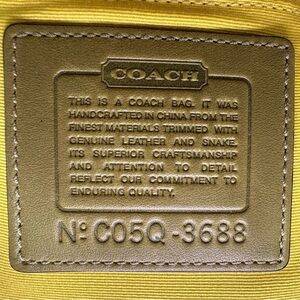 COACH
THIS IS A COACH BAG. IT WAS
HANDCRAFTED IN CHINA FROM THE
FINEST MATERIALS TRIMMED WITH
GENUINE LEATHER AND SNAKE.
ITS SUPERIOR CRAFTSMANSHIP
AND ATTENTION TO DETAIL
REFLECT OUR COMMITMENT TO
ENDURING QUALITY.
Nº C05Q-3688